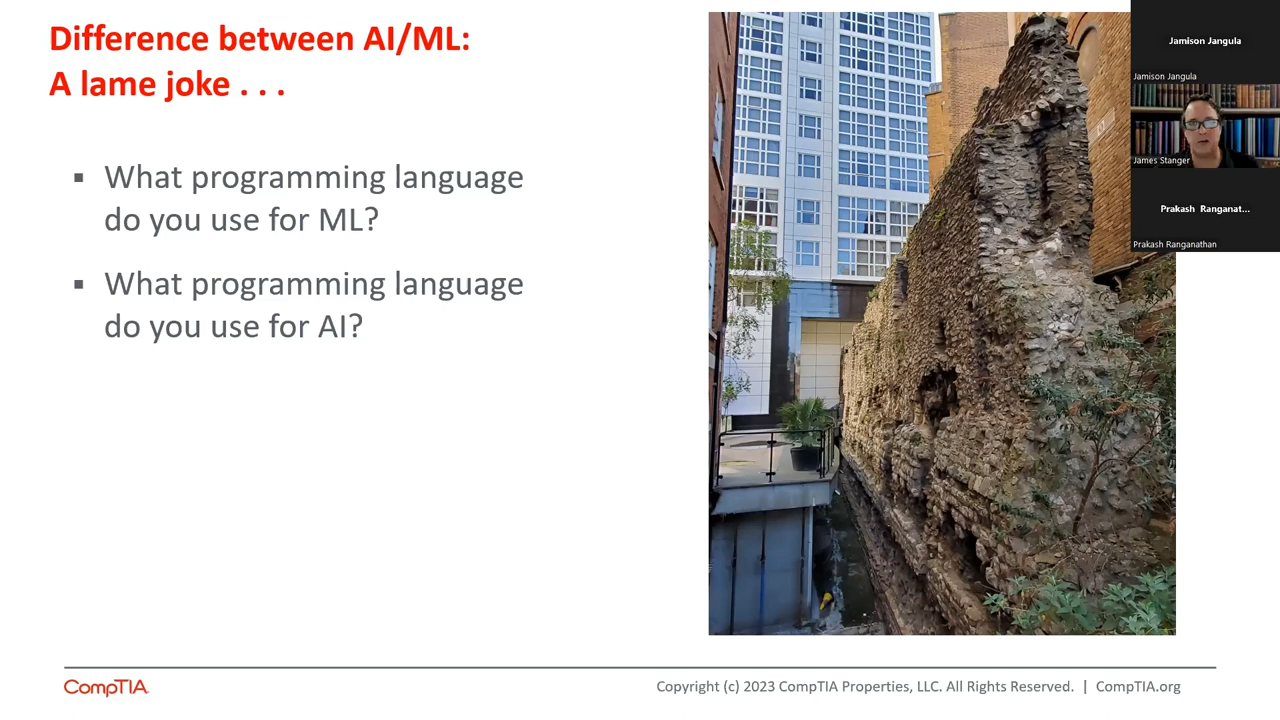 Difference between AI/ML:
A lame joke . . .
▪ What programming language
do you use for ML?
▪ What programming language
do you use for AI?
Jamison Jangula
Jamison Jangula
James Stanger
Prakash Ranganat...
Prakash Ranganathan
CompTIA.
Copyright (c) 2023 CompTIA Properties, LLC. All Rights Reserved. | CompTIA.org